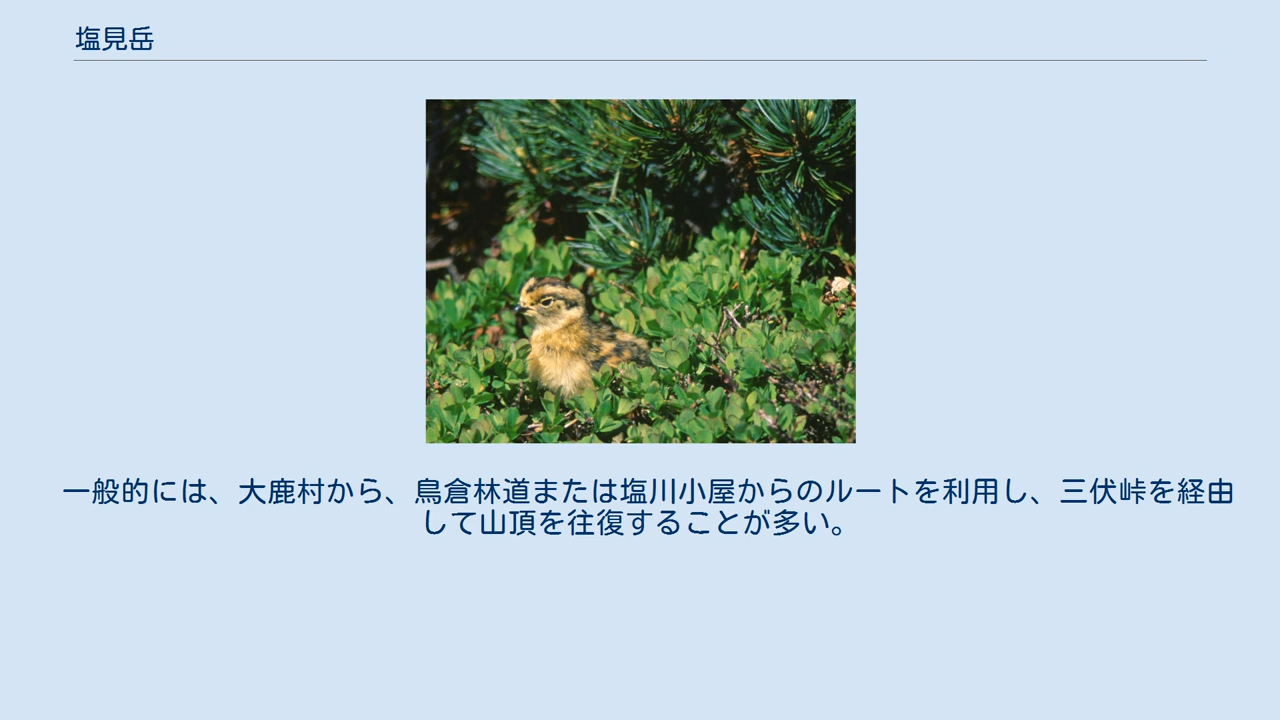 塩見岳
一般的には、大鹿村から、鳥倉林道または塩川小屋からのルートを利用し、三伏峠を経由
して山頂を往復することが多い。